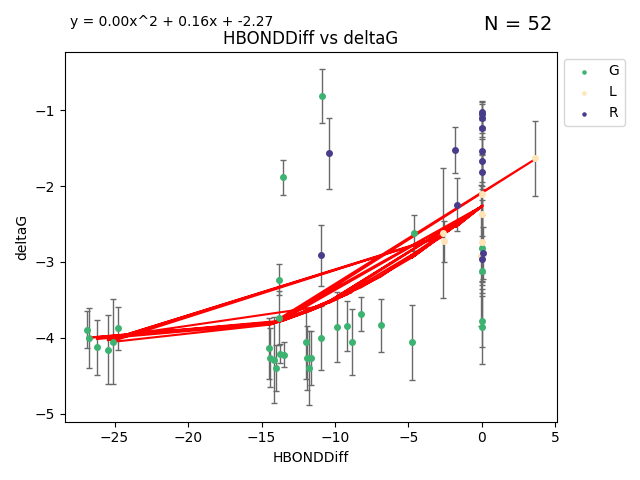 y = 0.00x^2 + 0.16x + -2.27
N = 52
HBONDDiff vs deltaG
G
L
R
−1
−2
−3
−4
−5
deltaG
−25
−20
−15
−10
−5
0
5
HBONDDiff